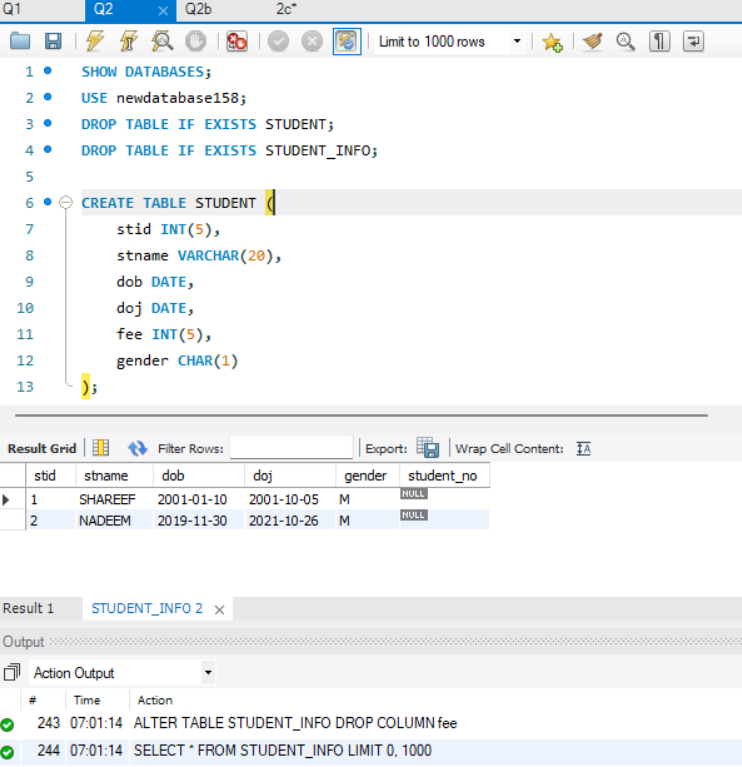 Q1 Q2 × Q2b 2c*
Limit to 1000 rows
1 SHOW DATABASES;
2 USE newdatabase158;
3 DROP TABLE IF EXISTS STUDENT;
4 DROP TABLE IF EXISTS STUDENT_INFO;
5
6 CREATE TABLE STUDENT (
7 stid INT(5),
8 stname VARCHAR(20),
9 dob DATE,
10 doj DATE,
11 fee INT(5),
12 gender CHAR(1)
13 );
Result Grid Filter Rows: Export: Wrap Cell Content: IA
stid stname dob doj gender student_no
1 SHAREEF 2001-01-10 2001-10-05 M NULL
2 NADEEM 2019-11-30 2021-10-26 M NULL
Result 1 STUDENT_INFO 2 ×
Output
Action Output
# Time Action
243 07:01:14 ALTER TABLE STUDENT_INFO DROP COLUMN fee
244 07:01:14 SELECT * FROM STUDENT_INFO LIMIT 0, 1000